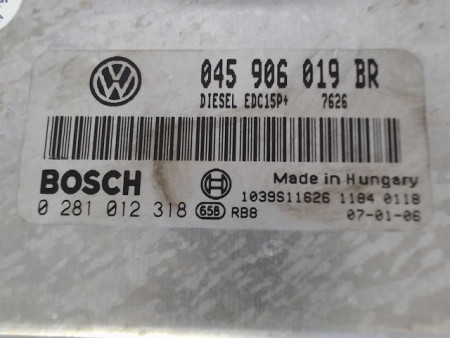 045 906 019 BR
DIESEL EDC15P+ 7626
BOSCH
Made in Hungary
1039S11626 1184 0118
0 281 012 318 658 RB8
07-01-06